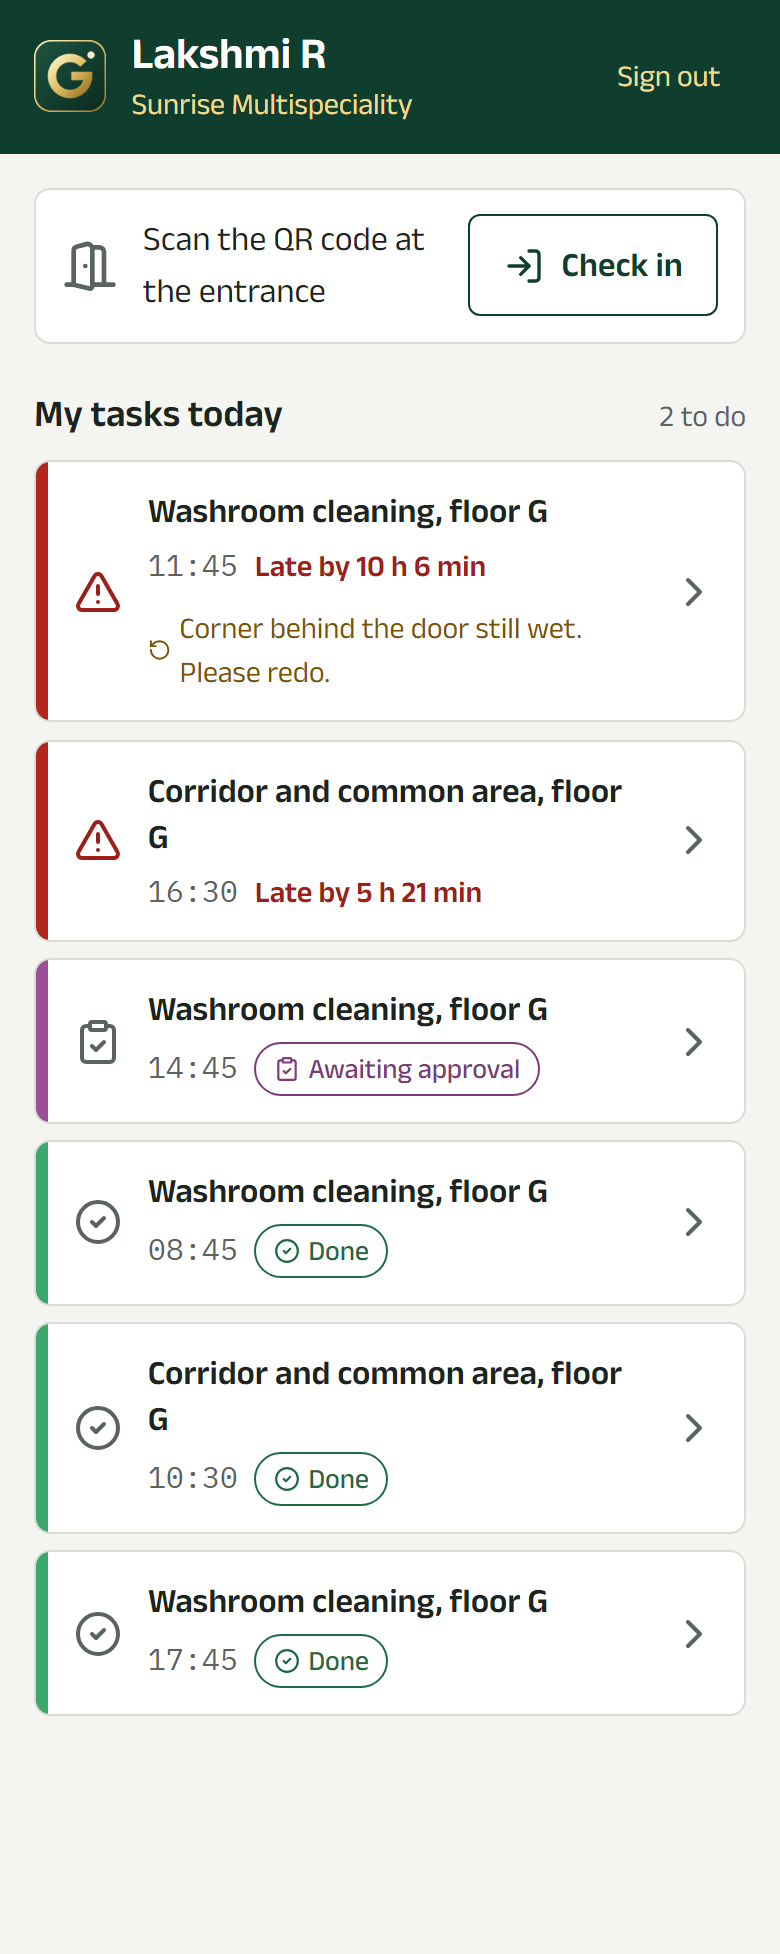 Lakshmi R
Sunrise Multispeciality
Sign out
Scan the QR code at
the entrance
Check in
My tasks today
2 to do
Washroom cleaning, floor G
11:45 Late by 10 h 6 min
Corner behind the door still wet.
Please redo.
Corridor and common area, floor
G
16:30 Late by 5 h 21 min
Washroom cleaning, floor G
14:45 Awaiting approval
Washroom cleaning, floor G
08:45 Done
Corridor and common area, floor
G
10:30 Done
Washroom cleaning, floor G
17:45 Done